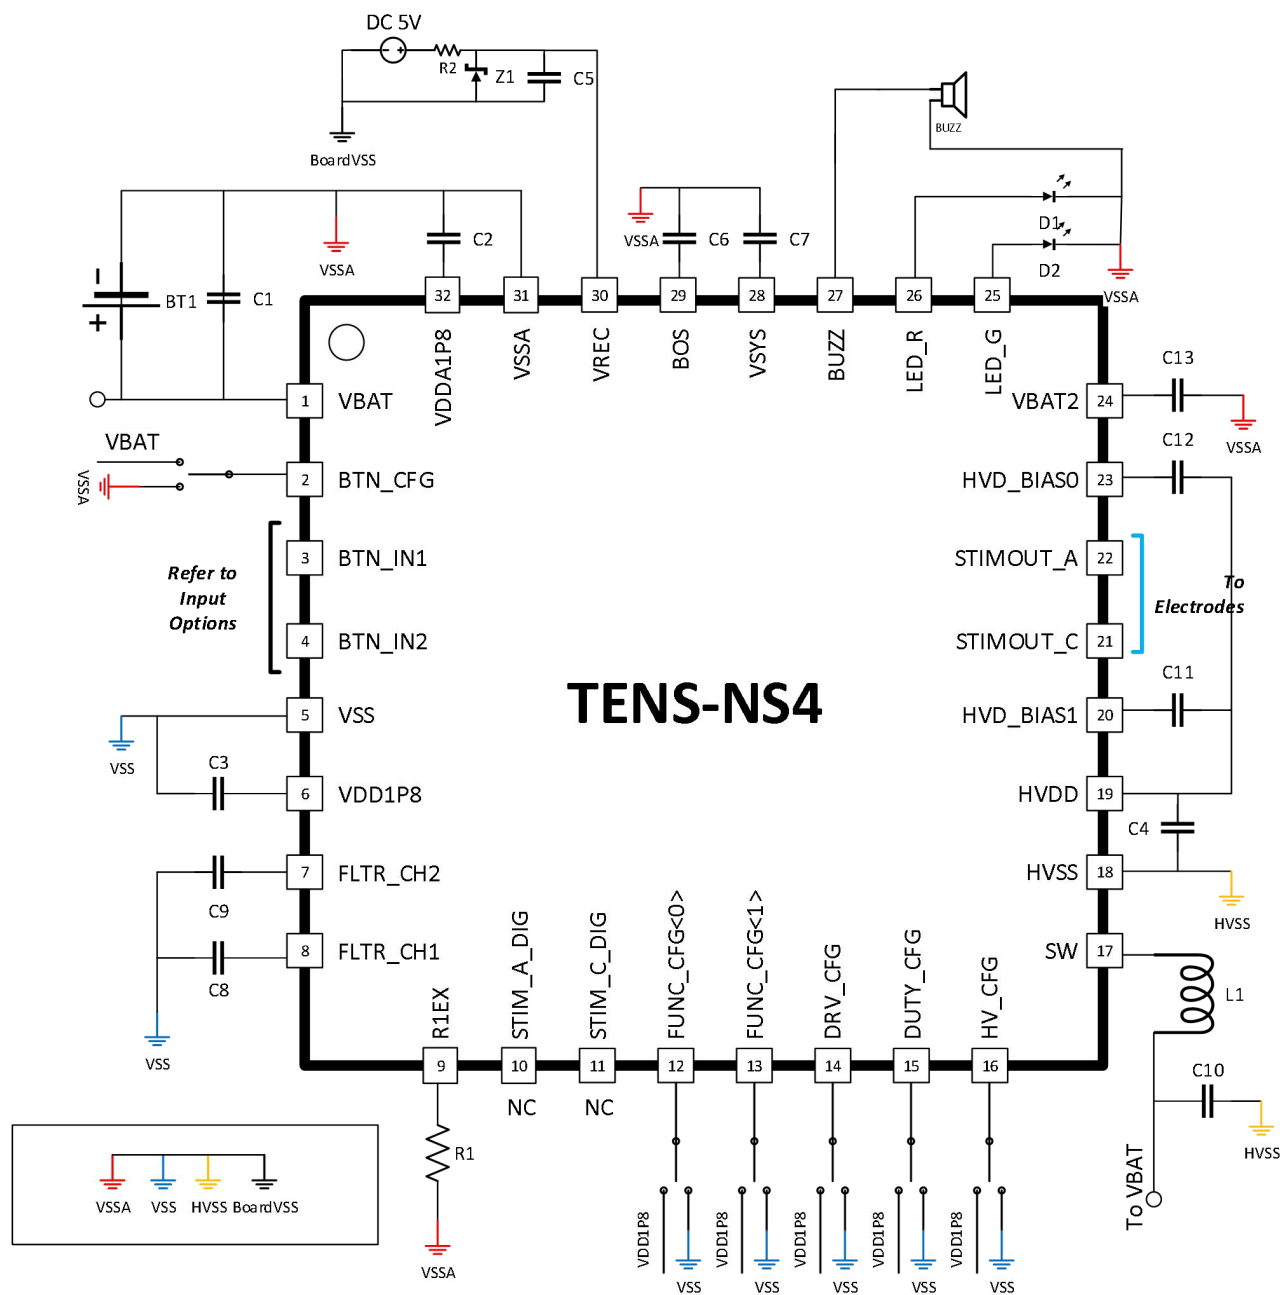 DC 5V
R2
Z1
C5
BoardVSS
BUZZ
D1
D2
VSSA
VSSA
C2
VSSA
C6
C7
-
BT1
+
C1
32
31
30
29
28
27
26
25
VDDA1P8
VSSA
VREC
BOS
VSYS
BUZZ
LED_R
LED_G
1
VBAT
VBAT
VSSA
2
BTN_CFG
3
BTN_IN1
Refer to
Input
Options
4
BTN_IN2
5
VSS
VSS
C3
6
VDD1P8
7
FLTR_CH2
C9
8
FLTR_CH1
C8
VSS
TENS-NS4
VBAT2
24
C13
VSSA
C12
HVD_BIAS0
23
STIMOUT_A
22
To
Electrodes
STIMOUT_C
21
C11
HVD_BIAS1
20
HVDD
19
C4
HVSS
18
HVSS
SW
17
L1
C10
HVSS
To VBAT
R1EX
STIM_A_DIG
STIM_C_DIG
FUNC_CFG<0>
FUNC_CFG<1>
DRV_CFG
DUTY_CFG
HV_CFG
9
10
11
12
13
14
15
16
NC
NC
R1
VSSA
VDD1P8
VSS
VDD1P8
VSS
VDD1P8
VSS
VDD1P8
VSS
VDD1P8
VSS
VSSA
VSS
HVSS
BoardVSS